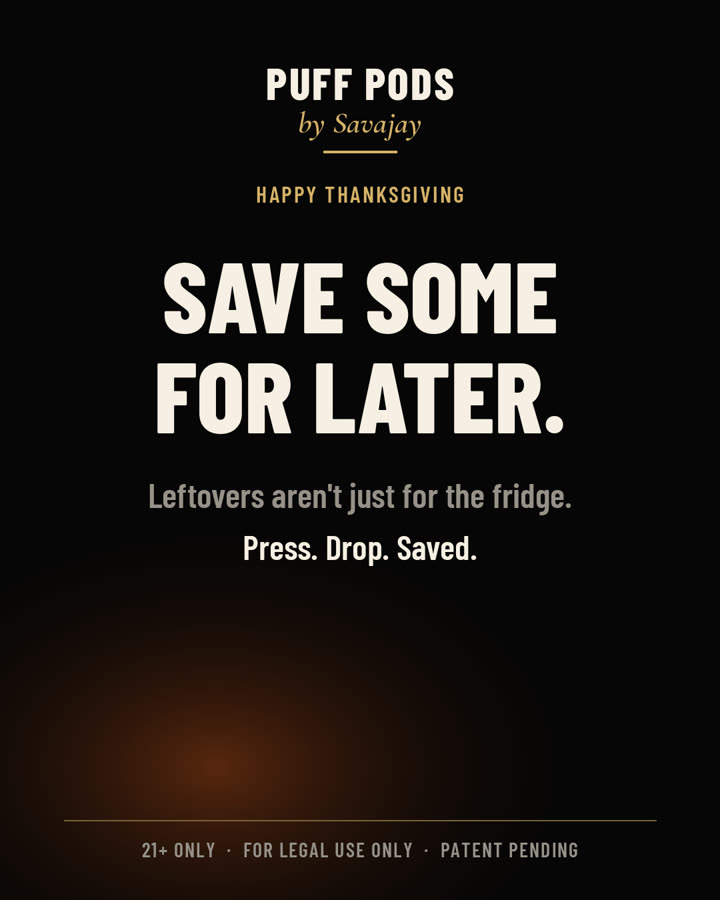 PUFF PODS
by Savajay
HAPPY THANKSGIVING
SAVE SOME
FOR LATER.
Leftovers aren't just for the fridge.
Press. Drop. Saved.
21+ ONLY · FOR LEGAL USE ONLY · PATENT PENDING